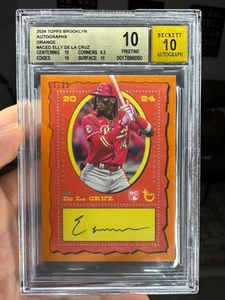 2024 TOPPS BROOKLYN
AUTOGRAPHS
ORANGE
#ACED ELLY DE LA CRUZ
CENTERING 10 CORNERS 9.5
EDGES 10 SURFACE 10
10
PRISTINE
0017898050
BECKETT
10
AUTOGRAPH
20 24
DE LA CRUZ
RC